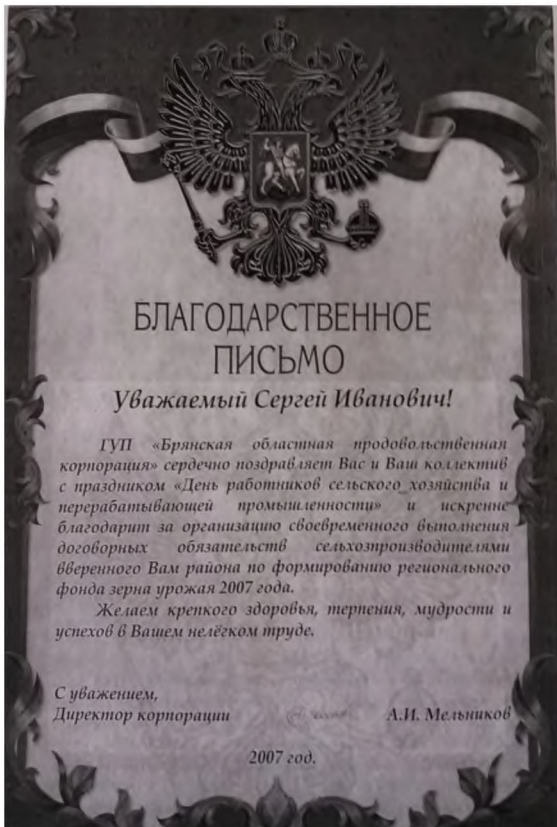 БЛАГОДАРСТВЕННОЕ
ПИСЬМО
Уважаемый Сергей Иванович!
ГУП «Брянская областная продовольственная
корпорация» сердечно поздравляет Вас и Ваш коллектив
с праздником «День работников сельского хозяйства и
перерабатывающей промышленности» и искренне
благодарит за организацию своевременного выполнения
договорных обязательств сельхозпроизводителями
вверенного Вам района по формированию регионального
фонда зерна урожая 2007 года.
Желаем крепкого здоровья, терпения, мудрости и
успехов в Вашем нелёгком труде.
С уважением,
Директор корпорации А.И. Мельников
2007 год.